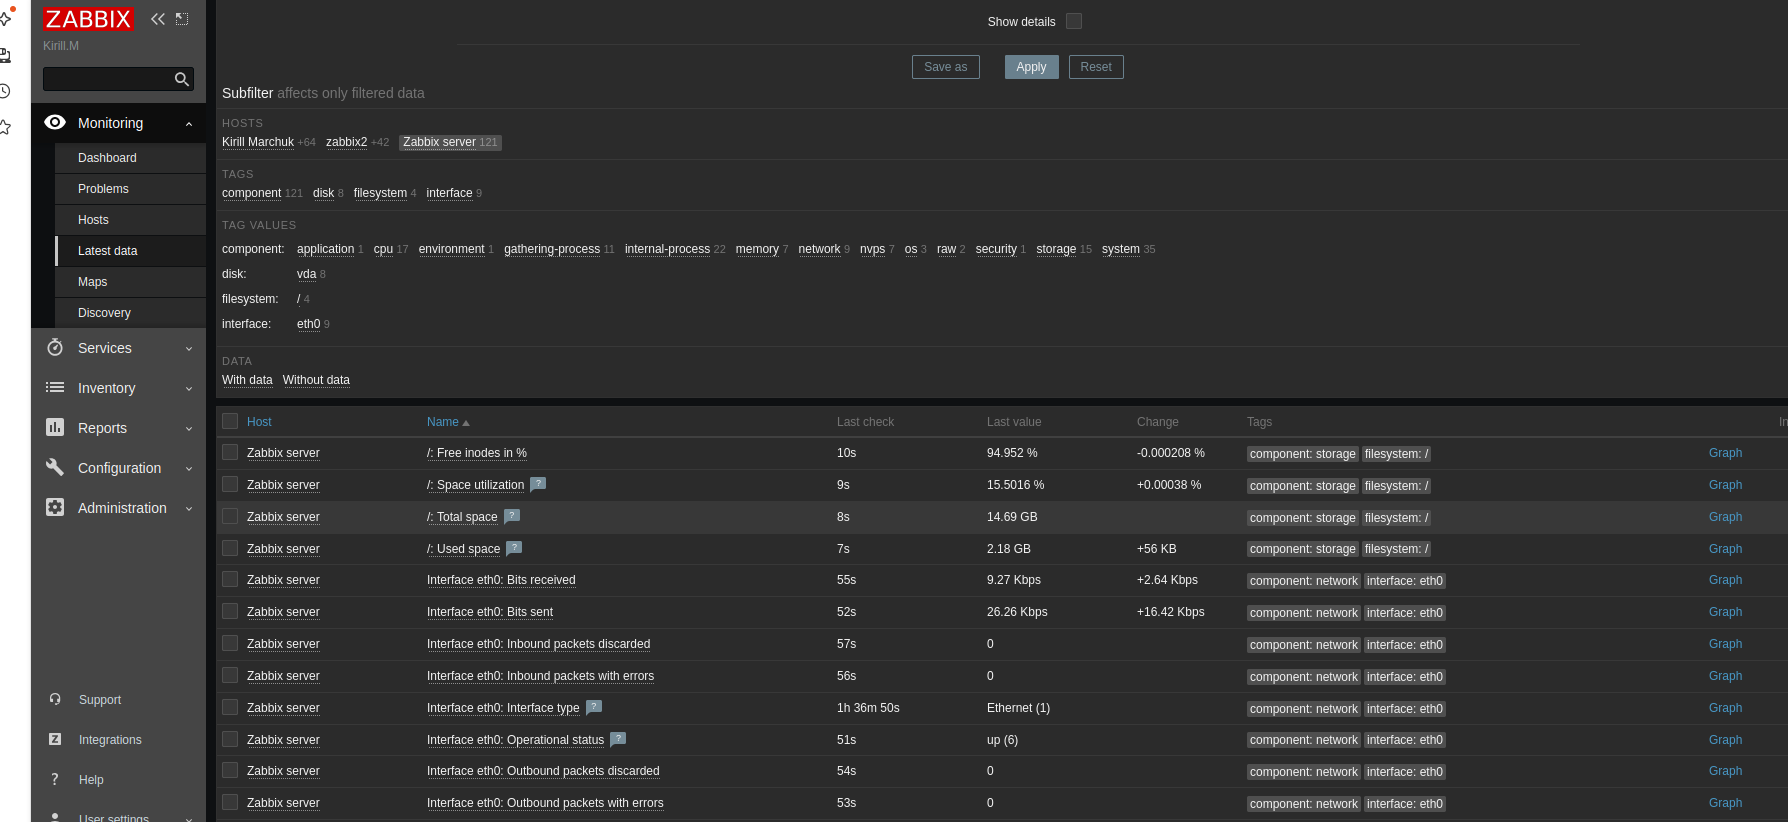 ZABBIX
Kirill.M
Monitoring
Dashboard
Problems
Hosts
Latest data
Maps
Discovery
Services
Inventory
Reports
Configuration
Administration
Support
Integrations
Help
User settings
Show details
Save as Apply Reset
Subfilter affects only filtered data
HOSTS
Kirill Marchuk +64 zabbix2 +42 Zabbix server 121
TAGS
component 121 disk 8 filesystem 4 interface 9
TAG VALUES
component: application 1 cpu 17 environment 1 gathering-process 11 internal-process 22 memory 7 network 9 nvps 7 os 3 raw 2 security 1 storage 15 system 35
disk: vda 8
filesystem: / 4
interface: eth0 9
DATA
With data Without data
Host Name Last check Last value Change Tags In
Zabbix server /: Free inodes in % 10s 94.952 % -0.000208 % component: storage filesystem: / Graph
Zabbix server /: Space utilization ? 9s 15.5016 % +0.00038 % component: storage filesystem: / Graph
Zabbix server /: Total space ? 8s 14.69 GB component: storage filesystem: / Graph
Zabbix server /: Used space ? 7s 2.18 GB +56 KB component: storage filesystem: / Graph
Zabbix server Interface eth0: Bits received 55s 9.27 Kbps +2.64 Kbps component: network interface: eth0 Graph
Zabbix server Interface eth0: Bits sent 52s 26.26 Kbps +16.42 Kbps component: network interface: eth0 Graph
Zabbix server Interface eth0: Inbound packets discarded 57s 0 component: network interface: eth0 Graph
Zabbix server Interface eth0: Inbound packets with errors 56s 0 component: network interface: eth0 Graph
Zabbix server Interface eth0: Interface type ? 1h 36m 50s Ethernet (1) component: network interface: eth0 Graph
Zabbix server Interface eth0: Operational status ? 51s up (6) component: network interface: eth0 Graph
Zabbix server Interface eth0: Outbound packets discarded 54s 0 component: network interface: eth0 Graph
Zabbix server Interface eth0: Outbound packets with errors 53s 0 component: network interface: eth0 Graph